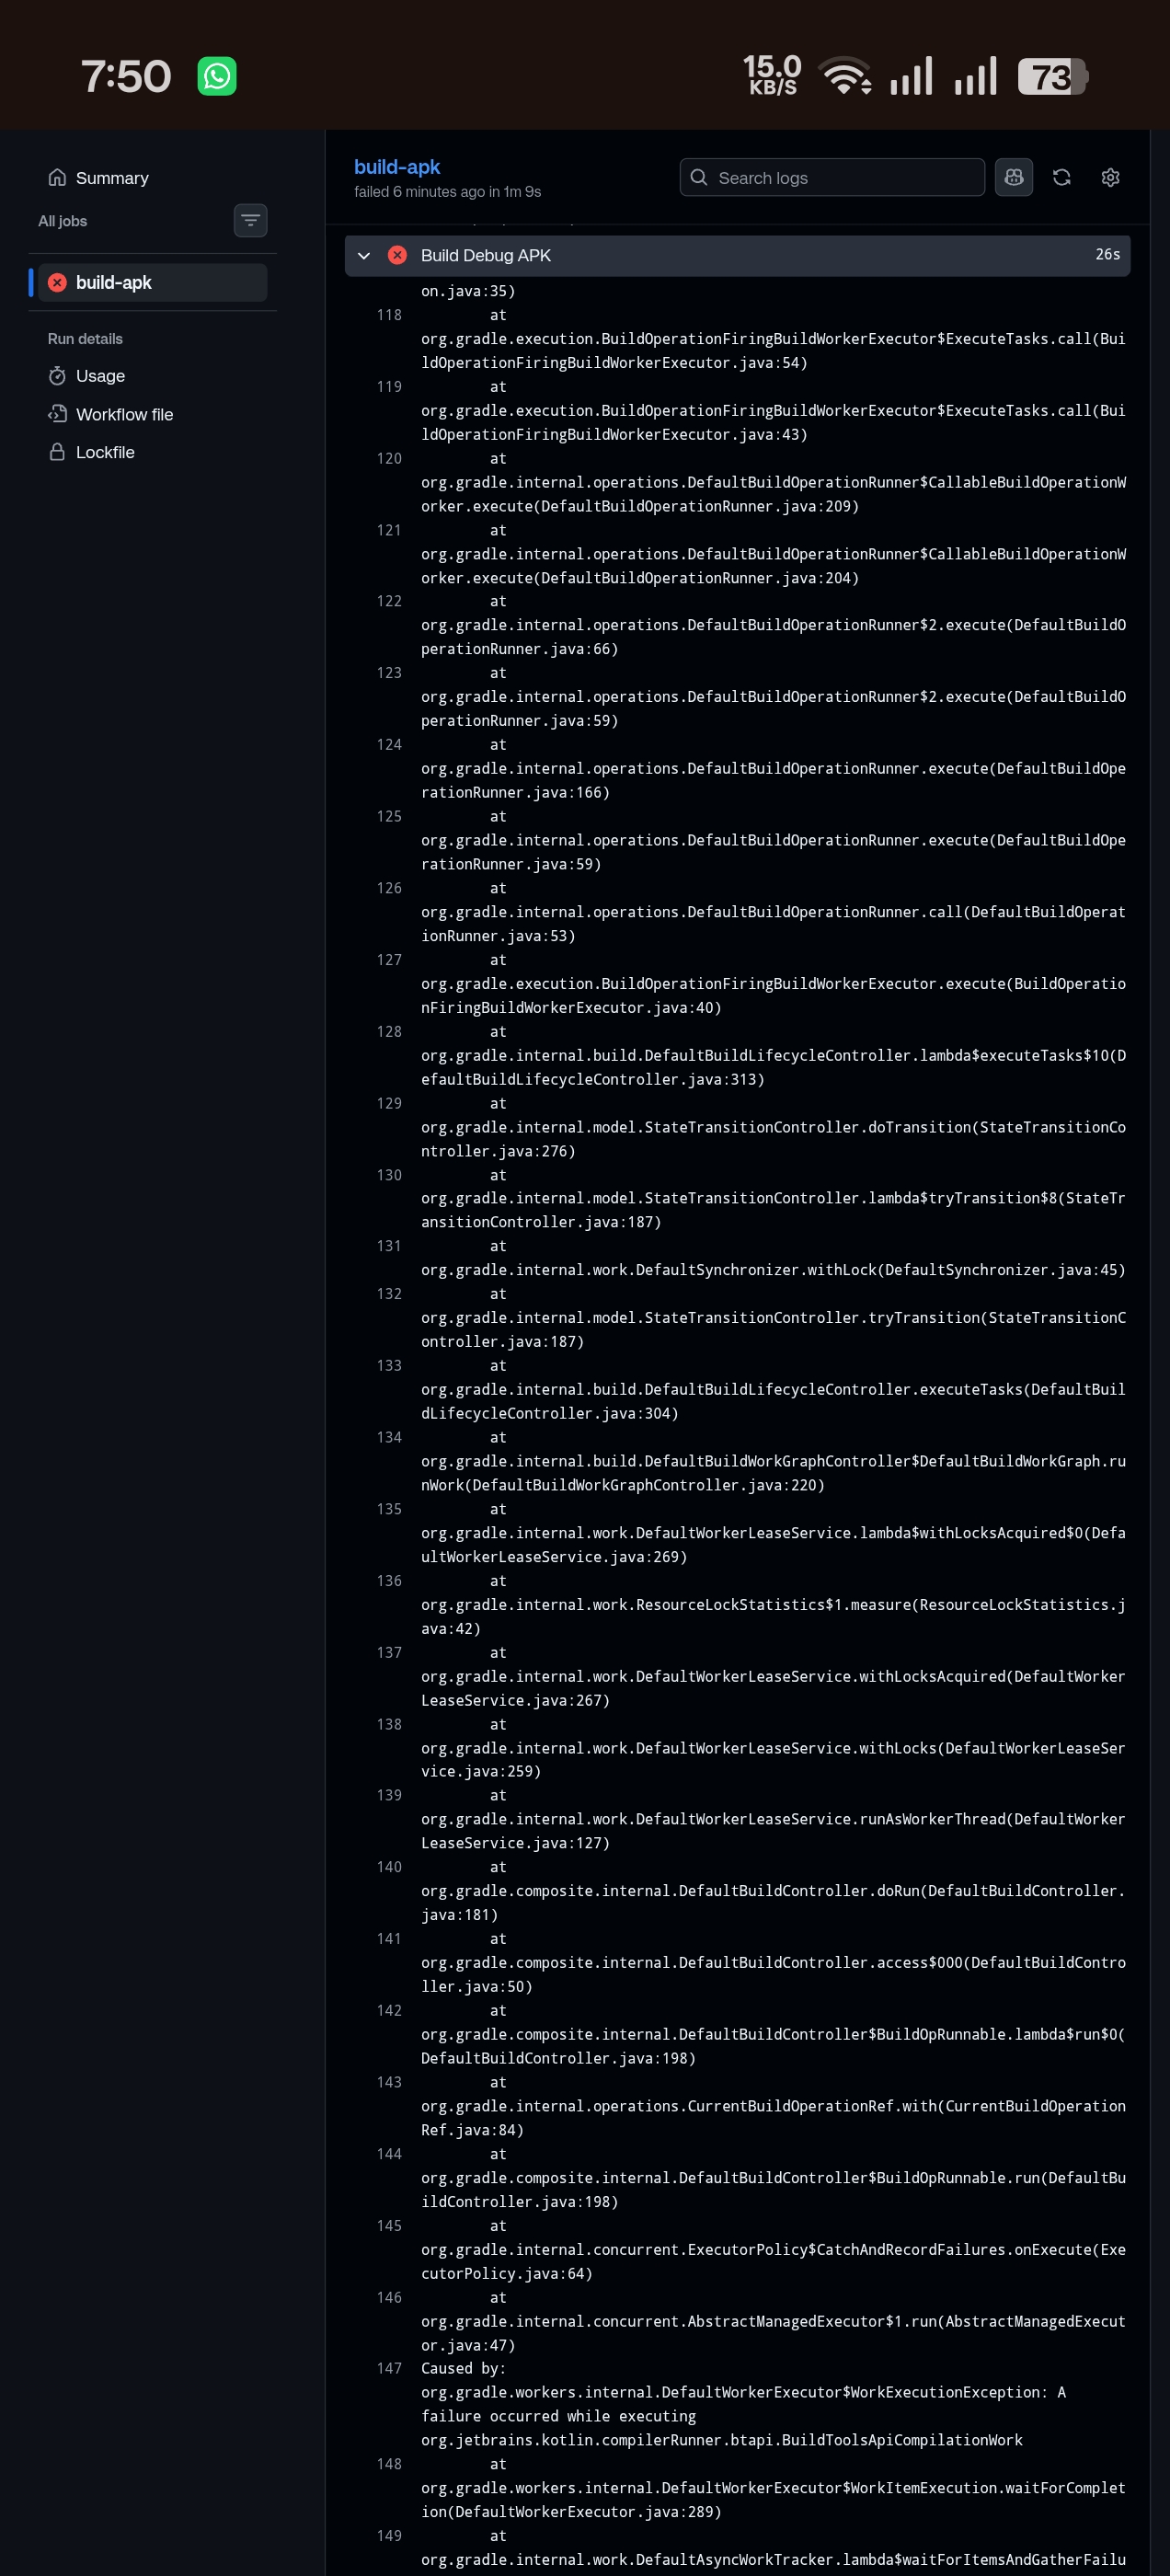 7:50
15.0
KB/S
73
Summary
All jobs
build-apk
Run details
Usage
Workflow file
Lockfile
build-apk
failed 6 minutes ago in 1m 9s
Search logs
Build Debug APK 26s
on.java:35)
118 at
org.gradle.execution.BuildOperationFiringBuildWorkerExecutor$ExecuteTasks.call(Bui
ldOperationFiringBuildWorkerExecutor.java:54)
119 at
org.gradle.execution.BuildOperationFiringBuildWorkerExecutor$ExecuteTasks.call(Bui
ldOperationFiringBuildWorkerExecutor.java:43)
120 at
org.gradle.internal.operations.DefaultBuildOperationRunner$CallableBuildOperationW
orker.execute(DefaultBuildOperationRunner.java:209)
121 at
org.gradle.internal.operations.DefaultBuildOperationRunner$CallableBuildOperationW
orker.execute(DefaultBuildOperationRunner.java:204)
122 at
org.gradle.internal.operations.DefaultBuildOperationRunner$2.execute(DefaultBuildO
perationRunner.java:66)
123 at
org.gradle.internal.operations.DefaultBuildOperationRunner$2.execute(DefaultBuildO
perationRunner.java:59)
124 at
org.gradle.internal.operations.DefaultBuildOperationRunner.execute(DefaultBuildOpe
rationRunner.java:166)
125 at
org.gradle.internal.operations.DefaultBuildOperationRunner.execute(DefaultBuildOpe
rationRunner.java:59)
126 at
org.gradle.internal.operations.DefaultBuildOperationRunner.call(DefaultBuildOperat
ionRunner.java:53)
127 at
org.gradle.execution.BuildOperationFiringBuildWorkerExecutor.execute(BuildOperatio
nFiringBuildWorkerExecutor.java:40)
128 at
org.gradle.internal.build.DefaultBuildLifecycleController.lambda$executeTasks$10(D
efaultBuildLifecycleController.java:313)
129 at
org.gradle.internal.model.StateTransitionController.doTransition(StateTransitionCo
ntroller.java:276)
130 at
org.gradle.internal.model.StateTransitionController.lambda$tryTransition$8(StateTr
ansitionController.java:187)
131 at
org.gradle.internal.work.DefaultSynchronizer.withLock(DefaultSynchronizer.java:45)
132 at
org.gradle.internal.model.StateTransitionController.tryTransition(StateTransitionC
ontroller.java:187)
133 at
org.gradle.internal.build.DefaultBuildLifecycleController.executeTasks(DefaultBuil
dLifecycleController.java:304)
134 at
org.gradle.internal.build.DefaultBuildWorkGraphController$DefaultBuildWorkGraph.ru
nWork(DefaultBuildWorkGraphController.java:220)
135 at
org.gradle.internal.work.DefaultWorkerLeaseService.lambda$withLocksAcquired$0(Defa
ultWorkerLeaseService.java:269)
136 at
org.gradle.internal.work.ResourceLockStatistics$1.measure(ResourceLockStatistics.j
ava:42)
137 at
org.gradle.internal.work.DefaultWorkerLeaseService.withLocksAcquired(DefaultWorker
LeaseService.java:267)
138 at
org.gradle.internal.work.DefaultWorkerLeaseService.withLocks(DefaultWorkerLeaseSer
vice.java:259)
139 at
org.gradle.internal.work.DefaultWorkerLeaseService.runAsWorkerThread(DefaultWorker
LeaseService.java:127)
140 at
org.gradle.composite.internal.DefaultBuildController.doRun(DefaultBuildController.
java:181)
141 at
org.gradle.composite.internal.DefaultBuildController.access$000(DefaultBuildContro
ller.java:50)
142 at
org.gradle.composite.internal.DefaultBuildController$BuildOpRunnable.lambda$run$0(
DefaultBuildController.java:198)
143 at
org.gradle.internal.operations.CurrentBuildOperationRef.with(CurrentBuildOperation
Ref.java:84)
144 at
org.gradle.composite.internal.DefaultBuildController$BuildOpRunnable.run(DefaultBu
ildController.java:198)
145 at
org.gradle.internal.concurrent.ExecutorPolicy$CatchAndRecordFailures.onExecute(Exe
cutorPolicy.java:64)
146 at
org.gradle.internal.concurrent.AbstractManagedExecutor$1.run(AbstractManagedExecut
or.java:47)
147 Caused by:
org.gradle.workers.internal.DefaultWorkerExecutor$WorkExecutionException: A
failure occurred while executing
org.jetbrains.kotlin.compilerRunner.btapi.BuildToolsApiCompilationWork
148 at
org.gradle.workers.internal.DefaultWorkerExecutor$WorkItemExecution.waitForComplet
ion(DefaultWorkerExecutor.java:289)
149 at
org.gradle.internal.work.DefaultAsyncWorkTracker.lambda$waitForItemsAndGatherFailu